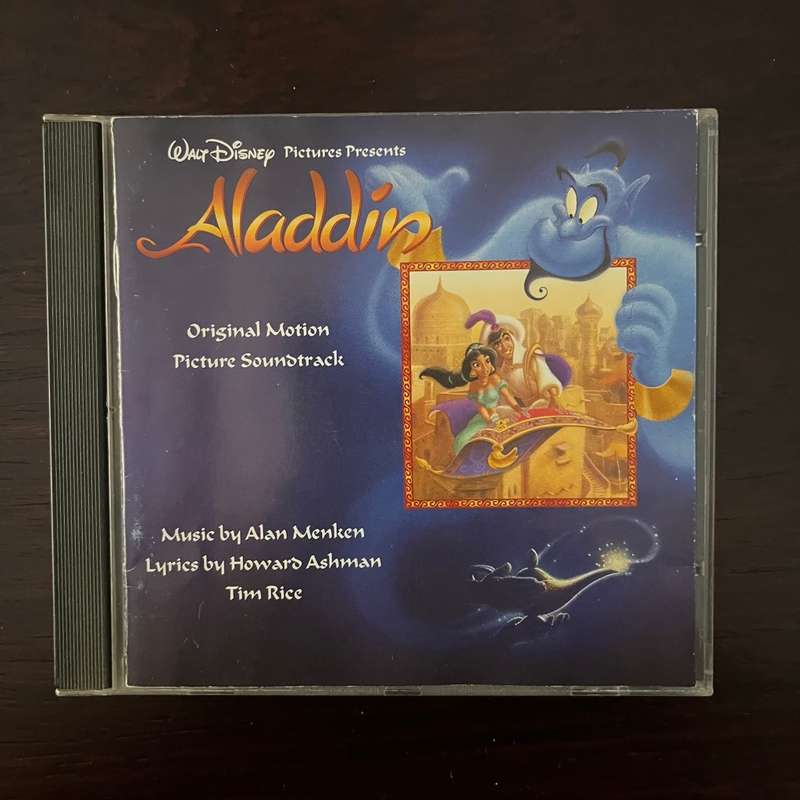 Walt Disney Pictures Presents
Aladdin
Original Motion
Picture Soundtrack
Music by Alan Menken
Lyrics by Howard Ashman
Tim Rice